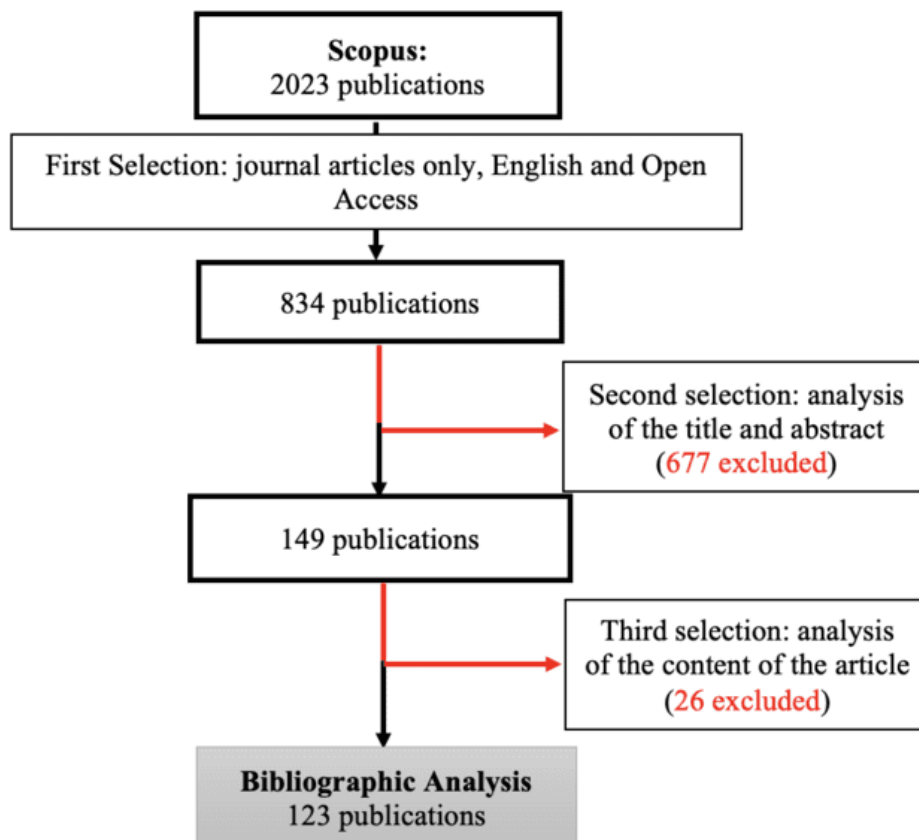 Scopus:
2023 publications
First Selection: journal articles only, English and Open
Access
834 publications
Second selection: analysis
of the title and abstract
(677 excluded)
149 publications
Third selection: analysis
of the content of the article
(26 excluded)
Bibliographic Analysis
123 publications